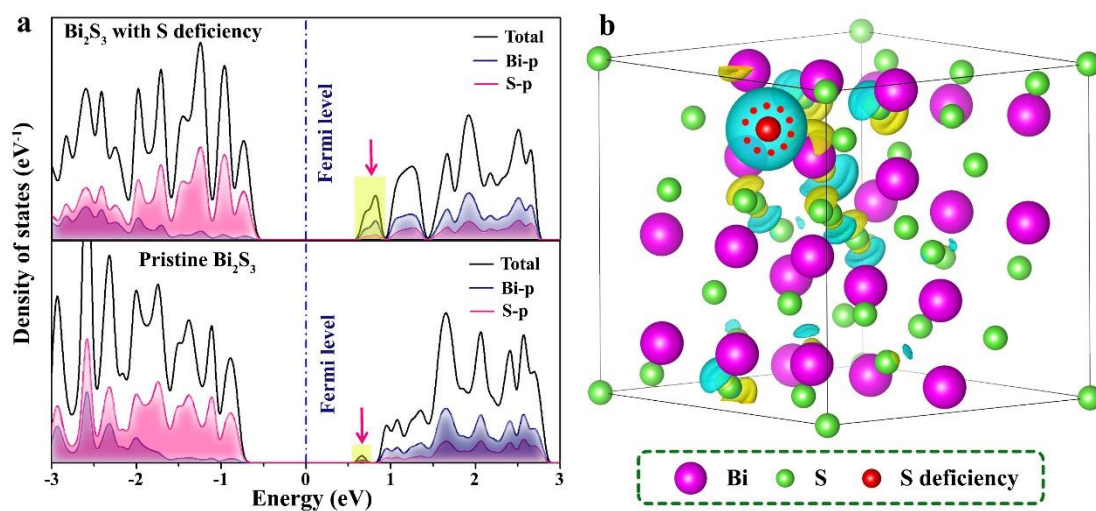 a
Bi2S3 with S deficiency
Total
Bi-p
S-p
Fermi level
Pristine Bi2S3
Total
Bi-p
S-p
Fermi level
Density of states (eV-1)
-3 -2 -1 0 1 2 3
Energy (eV)
b
Bi S S deficiency